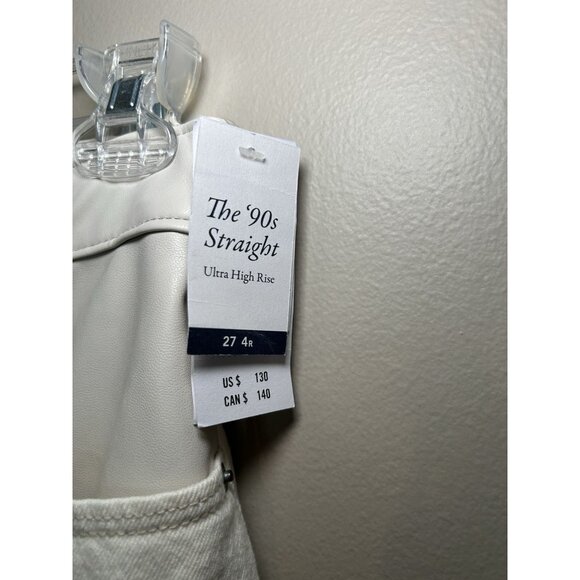 The ‘90s
Straight
Ultra High Rise
27 4R
US $ 130
CAN $ 140